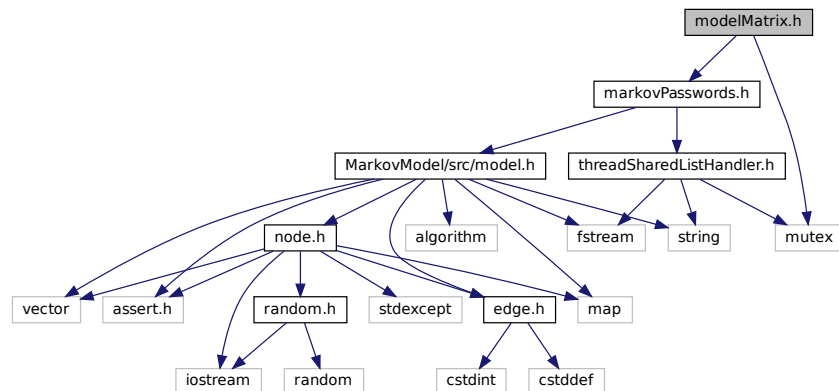 modelMatrix.h
markovPasswords.h
MarkovModel/src/model.h
threadSharedListHandler.h
node.h
algorithm
fstream
string
mutex
vector
assert.h
random.h
stdexcept
edge.h
map
iostream
random
cstdint
cstddef